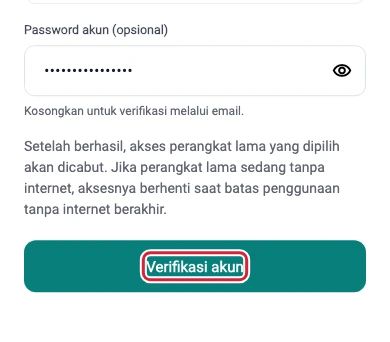 Password akun (opsional)
••••••••••••••••
Kosongkan untuk verifikasi melalui email.
Setelah berhasil, akses perangkat lama yang dipilih
akan dicabut. Jika perangkat lama sedang tanpa
internet, aksesnya berhenti saat batas penggunaan
tanpa internet berakhir.
Verifikasi akun